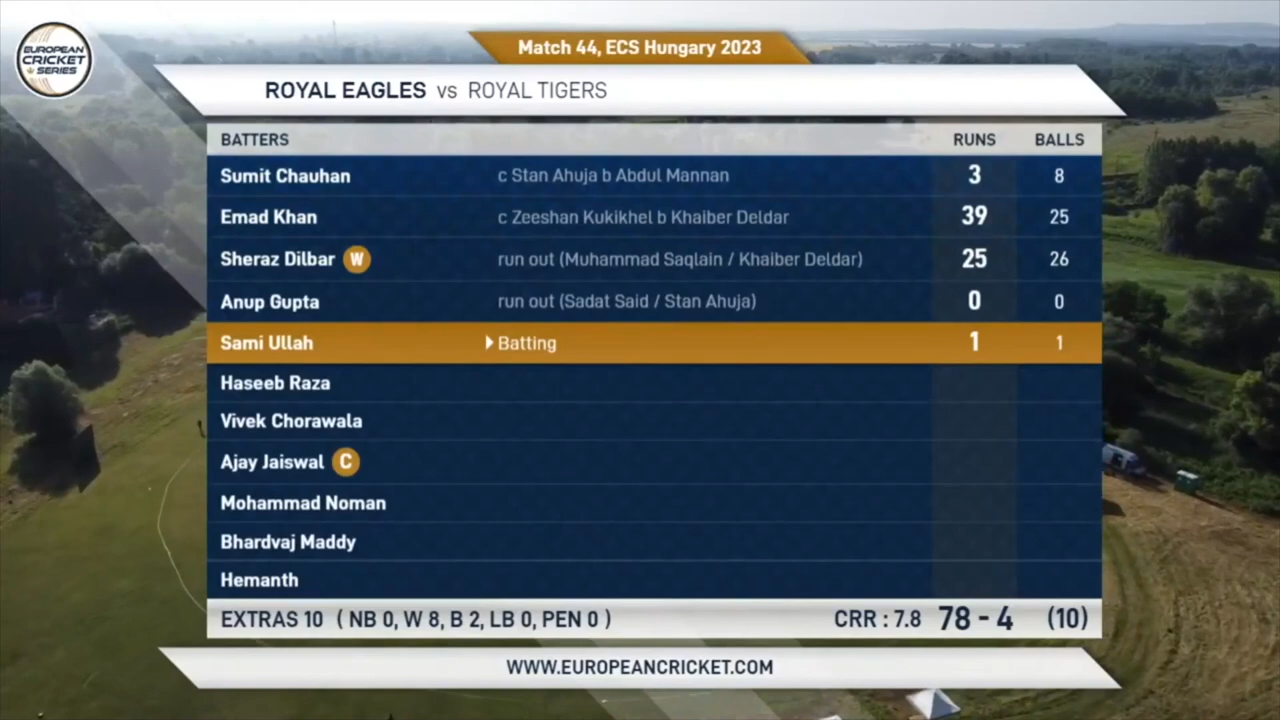 EUROPEAN
CRICKET
SERIES
Match 44, ECS Hungary 2023
ROYAL EAGLES vs ROYAL TIGERS
BATTERS RUNS BALLS
Sumit Chauhan c Stan Ahuja b Abdul Mannan 3 8
Emad Khan c Zeeshan Kukikhel b Khaiber Deldar 39 25
Sheraz Dilbar W run out (Muhammad Saqlain / Khaiber Deldar) 25 26
Anup Gupta run out (Sadat Said / Stan Ahuja) 0 0
Sami Ullah Batting 1 1
Haseeb Raza
Vivek Chorawala
Ajay Jaiswal C
Mohammad Noman
Bhardvaj Maddy
Hemanth
EXTRAS 10 ( NB 0, W 8, B 2, LB 0, PEN 0 ) CRR : 7.8 78 - 4 (10)
WWW.EUROPEANCRICKET.COM